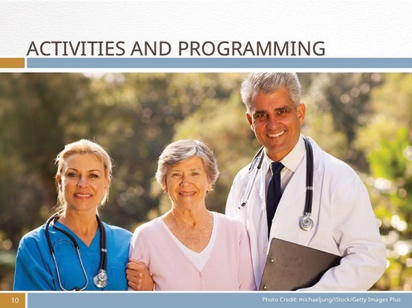 ACTIVITIES AND PROGRAMMING
10
Photo Credit: michaeljung/iStock/Getty Images Plus